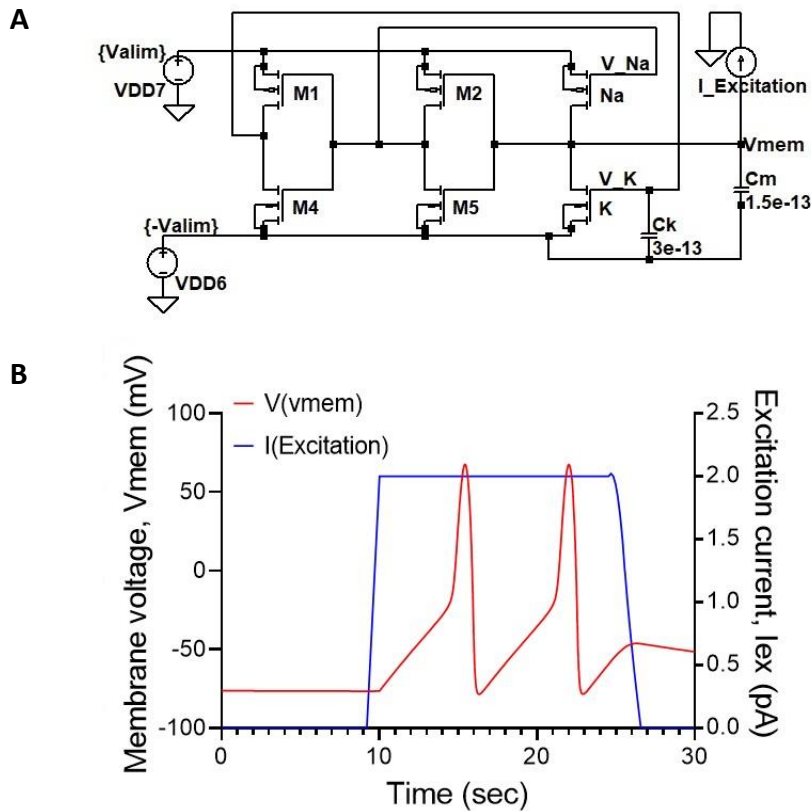 A
{Valim}
VDD7
M1
M2
V_Na
Na
I_Excitation
Vmem
M4
M5
V_K
K
Ck
3e-13
Cm
1.5e-13
{-Valim}
VDD6
B
V(vmem)
I(Excitation)
Membrane voltage, Vmem (mV)
100
50
0
-50
-100
Excitation current, Iex (pA)
2.5
2.0
1.5
1.0
0.5
0.0
0 10 20 30
Time (sec)